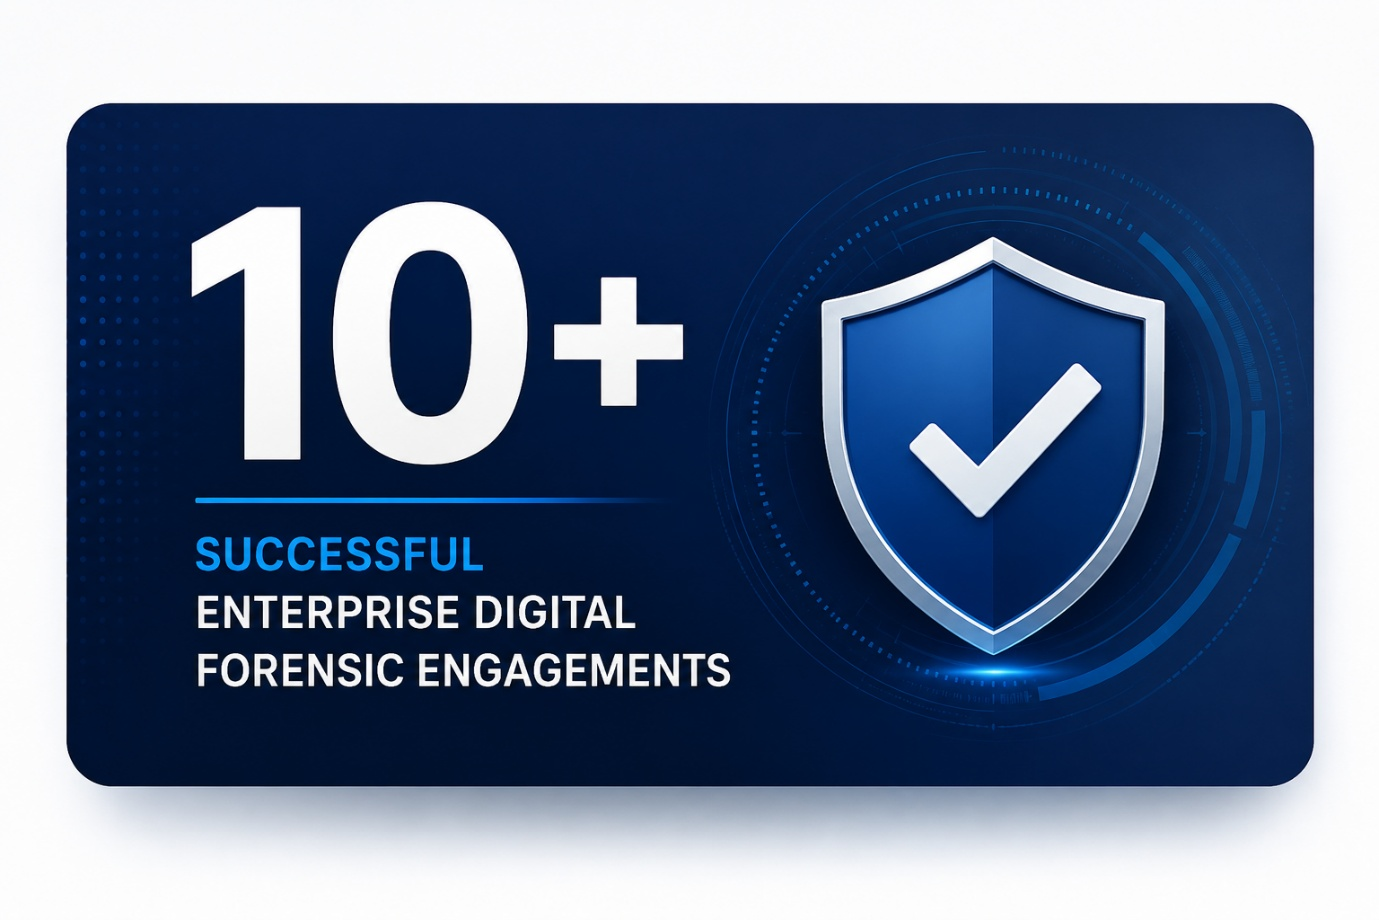 10+
SUCCESSFUL
ENTERPRISE DIGITAL
FORENSIC ENGAGEMENTS